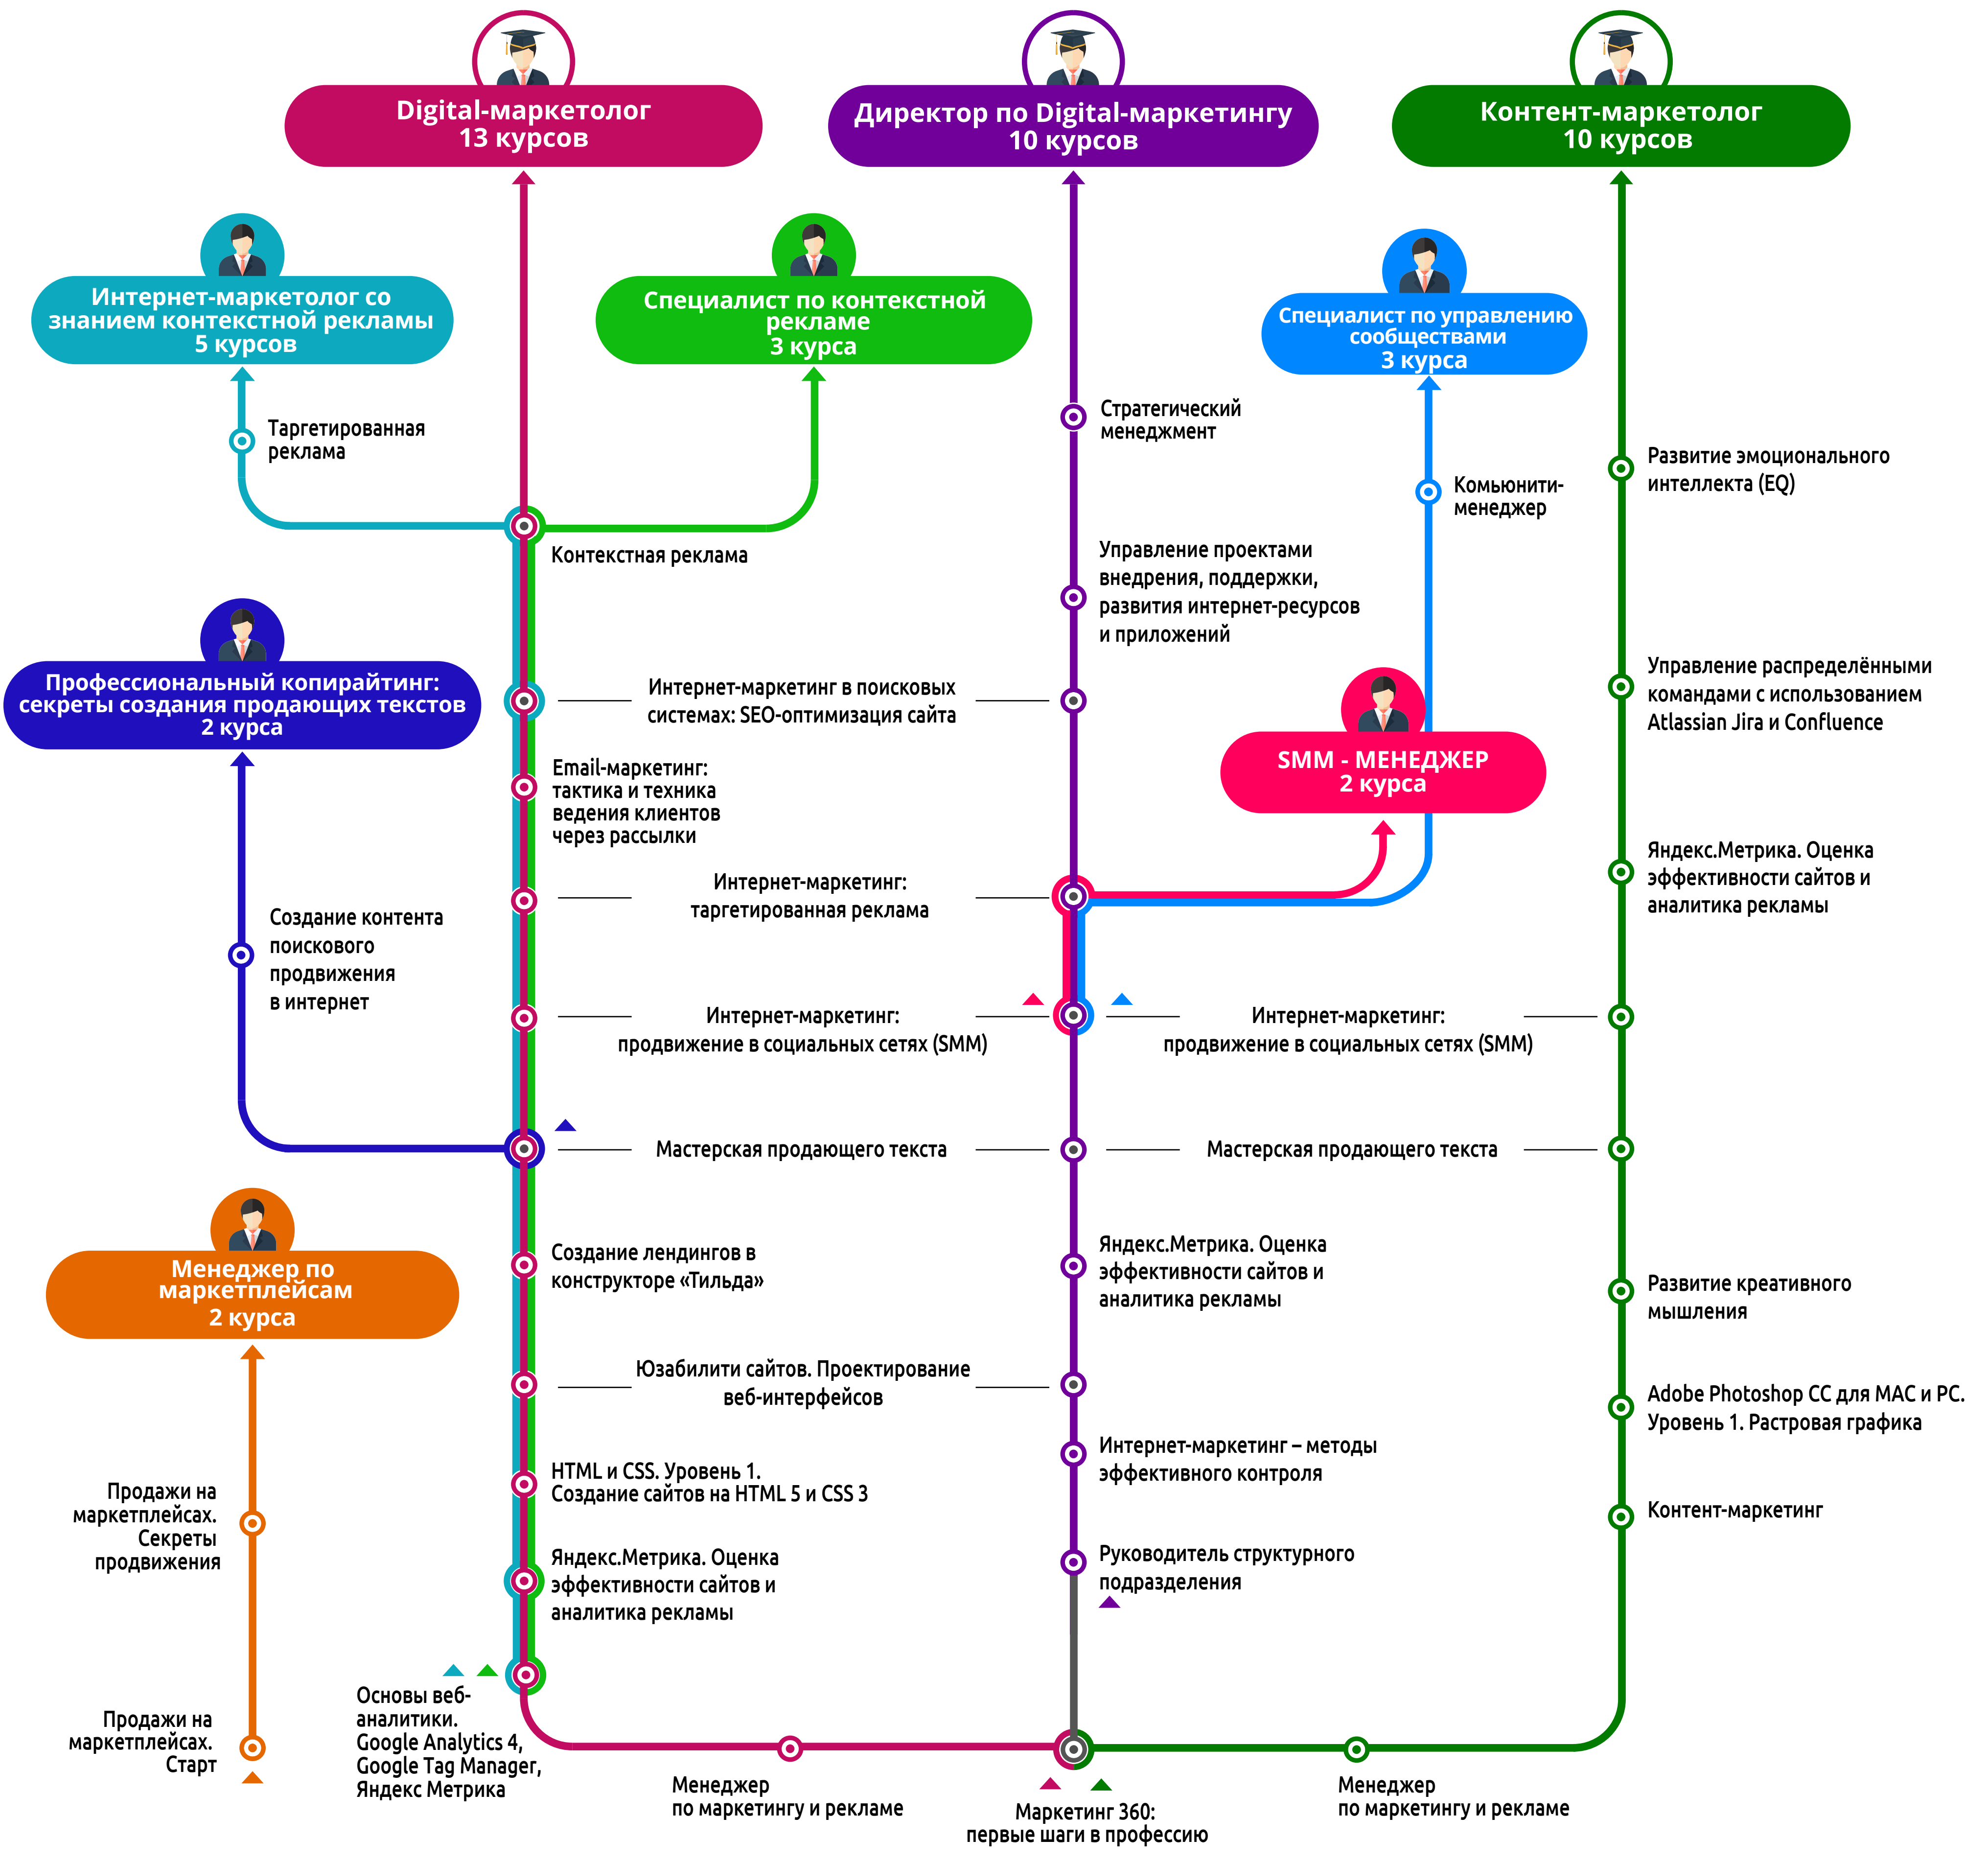 Digital-маркетолог
13 курсов
Директор по Digital-маркетингу
10 курсов
Контент-маркетолог
10 курсов
Интернет-маркетолог со
знанием контекстной рекламы
5 курсов
Специалист по контекстной
рекламе
3 курса
Специалист по управлению
сообществами
3 курса
Таргетированная
реклама
Стратегический
менеджмент
Развитие эмоционального
интеллекта (EQ)
Комьюнити-
менеджер
Контекстная реклама
Управление проектами
внедрения, поддержки,
развития интернет-ресурсов
и приложений
Профессиональный копирайтинг:
секреты создания продающих текстов
2 курса
Интернет-маркетинг в поисковых
системах: SEO-оптимизация сайта
Управление распределёнными
командами с использованием
Atlassian Jira и Confluence
SMM - МЕНЕДЖЕР
2 курса
Email-маркетинг:
тактика и техника
ведения клиентов
через рассылки
Яндекс.Метрика. Оценка
эффективности сайтов и
аналитика рекламы
Интернет-маркетинг:
таргетированная реклама
Создание контента
поискового
продвижения
в интернет
Интернет-маркетинг:
продвижение в социальных сетях (SMM)
Интернет-маркетинг:
продвижение в социальных сетях (SMM)
Мастерская продающего текста
Мастерская продающего текста
Менеджер по
маркетплейсам
2 курса
Создание лендингов в
конструкторе «Тильда»
Яндекс.Метрика. Оценка
эффективности сайтов и
аналитика рекламы
Развитие креативного
мышления
Юзабилити сайтов. Проектирование
веб-интерфейсов
Adobe Photoshop CC для MAC и PC.
Уровень 1. Растровая графика
Интернет-маркетинг – методы
эффективного контроля
HTML и CSS. Уровень 1.
Создание сайтов на HTML 5 и CSS 3
Контент-маркетинг
Продажи на
маркетплейсах.
Секреты
продвижения
Яндекс.Метрика. Оценка
эффективности сайтов и
аналитика рекламы
Руководитель структурного
подразделения
Продажи на
маркетплейсах.
Старт
Основы веб-
аналитики.
Google Analytics 4,
Google Tag Manager,
Яндекс Метрика
Менеджер
по маркетингу и рекламе
Маркетинг 360:
первые шаги в профессию
Менеджер
по маркетингу и рекламе